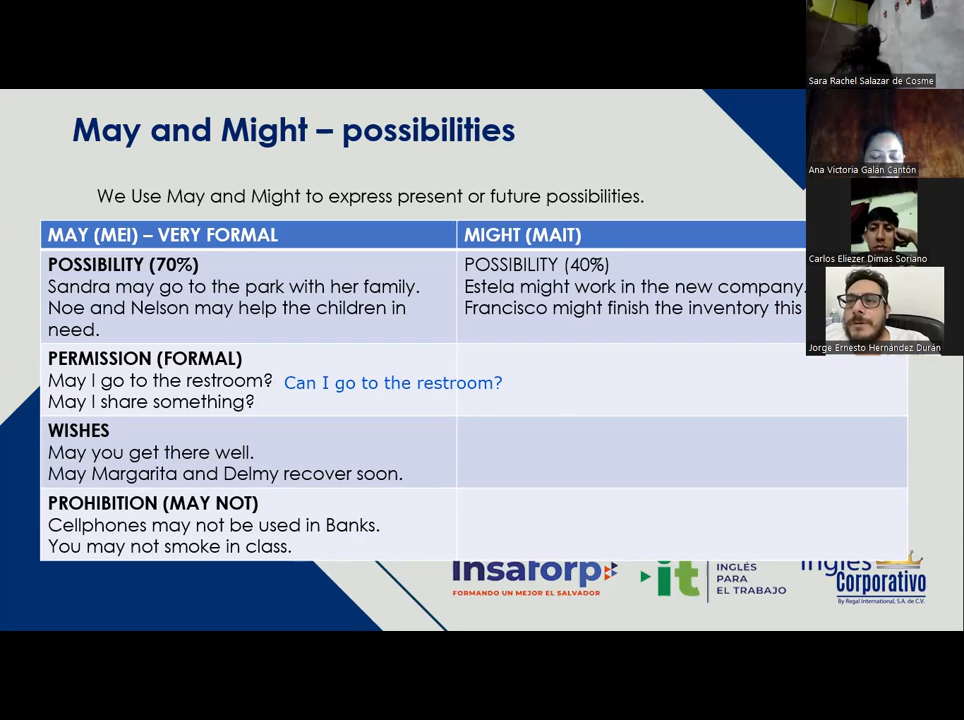 Sara Rachel Salazar de Cosme
May and Might – possibilities
Ana Victoria Galán Cantón
We Use May and Might to express present or future possibilities.
MAY (MEI) – VERY FORMAL
MIGHT (MAIT)
POSSIBILITY (70%)
Sandra may go to the park with her family.
Noe and Nelson may help the children in
need.
POSSIBILITY (40%)
Estela might work in the new company.
Francisco might finish the inventory this
Carlos Eliezer Dimas Soriano
Jorge Ernesto Hernández Durán
PERMISSION (FORMAL)
May I go to the restroom? Can I go to the restroom?
May I share something?
WISHES
May you get there well.
May Margarita and Delmy recover soon.
PROHIBITION (MAY NOT)
Cellphones may not be used in Banks.
You may not smoke in class.
Insaforp
FORMANDO UN MEJOR EL SALVADOR
it
INGLÉS
PARA
EL TRABAJO
Inglés
Corporativo
By Regal International, S.A. de C.V.